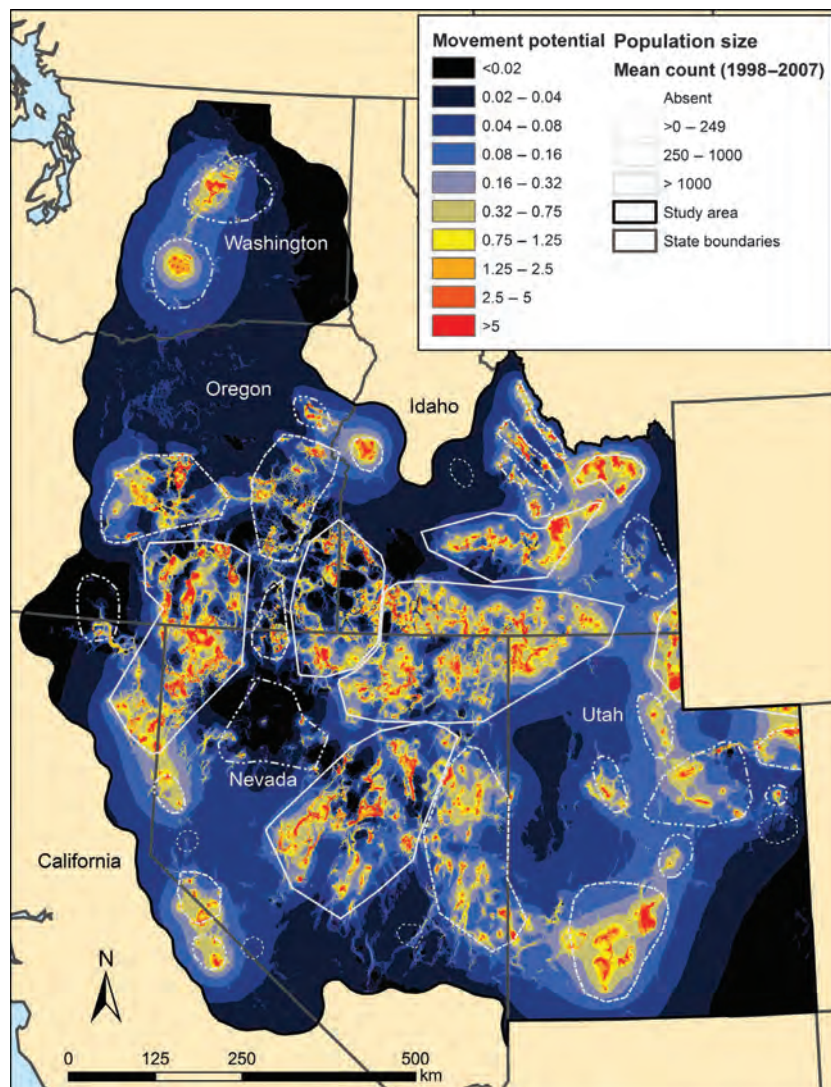 Movement potential
<0.02
0.02 – 0.04
0.04 – 0.08
0.08 – 0.16
0.16 – 0.32
0.32 – 0.75
0.75 – 1.25
1.25 – 2.5
2.5 – 5
>5
Population size
Mean count (1998–2007)
Absent
>0 – 249
250 – 1000
> 1000
Study area
State boundaries
Washington
Oregon
Idaho
Utah
Nevada
California
N
0 125 250 500
km